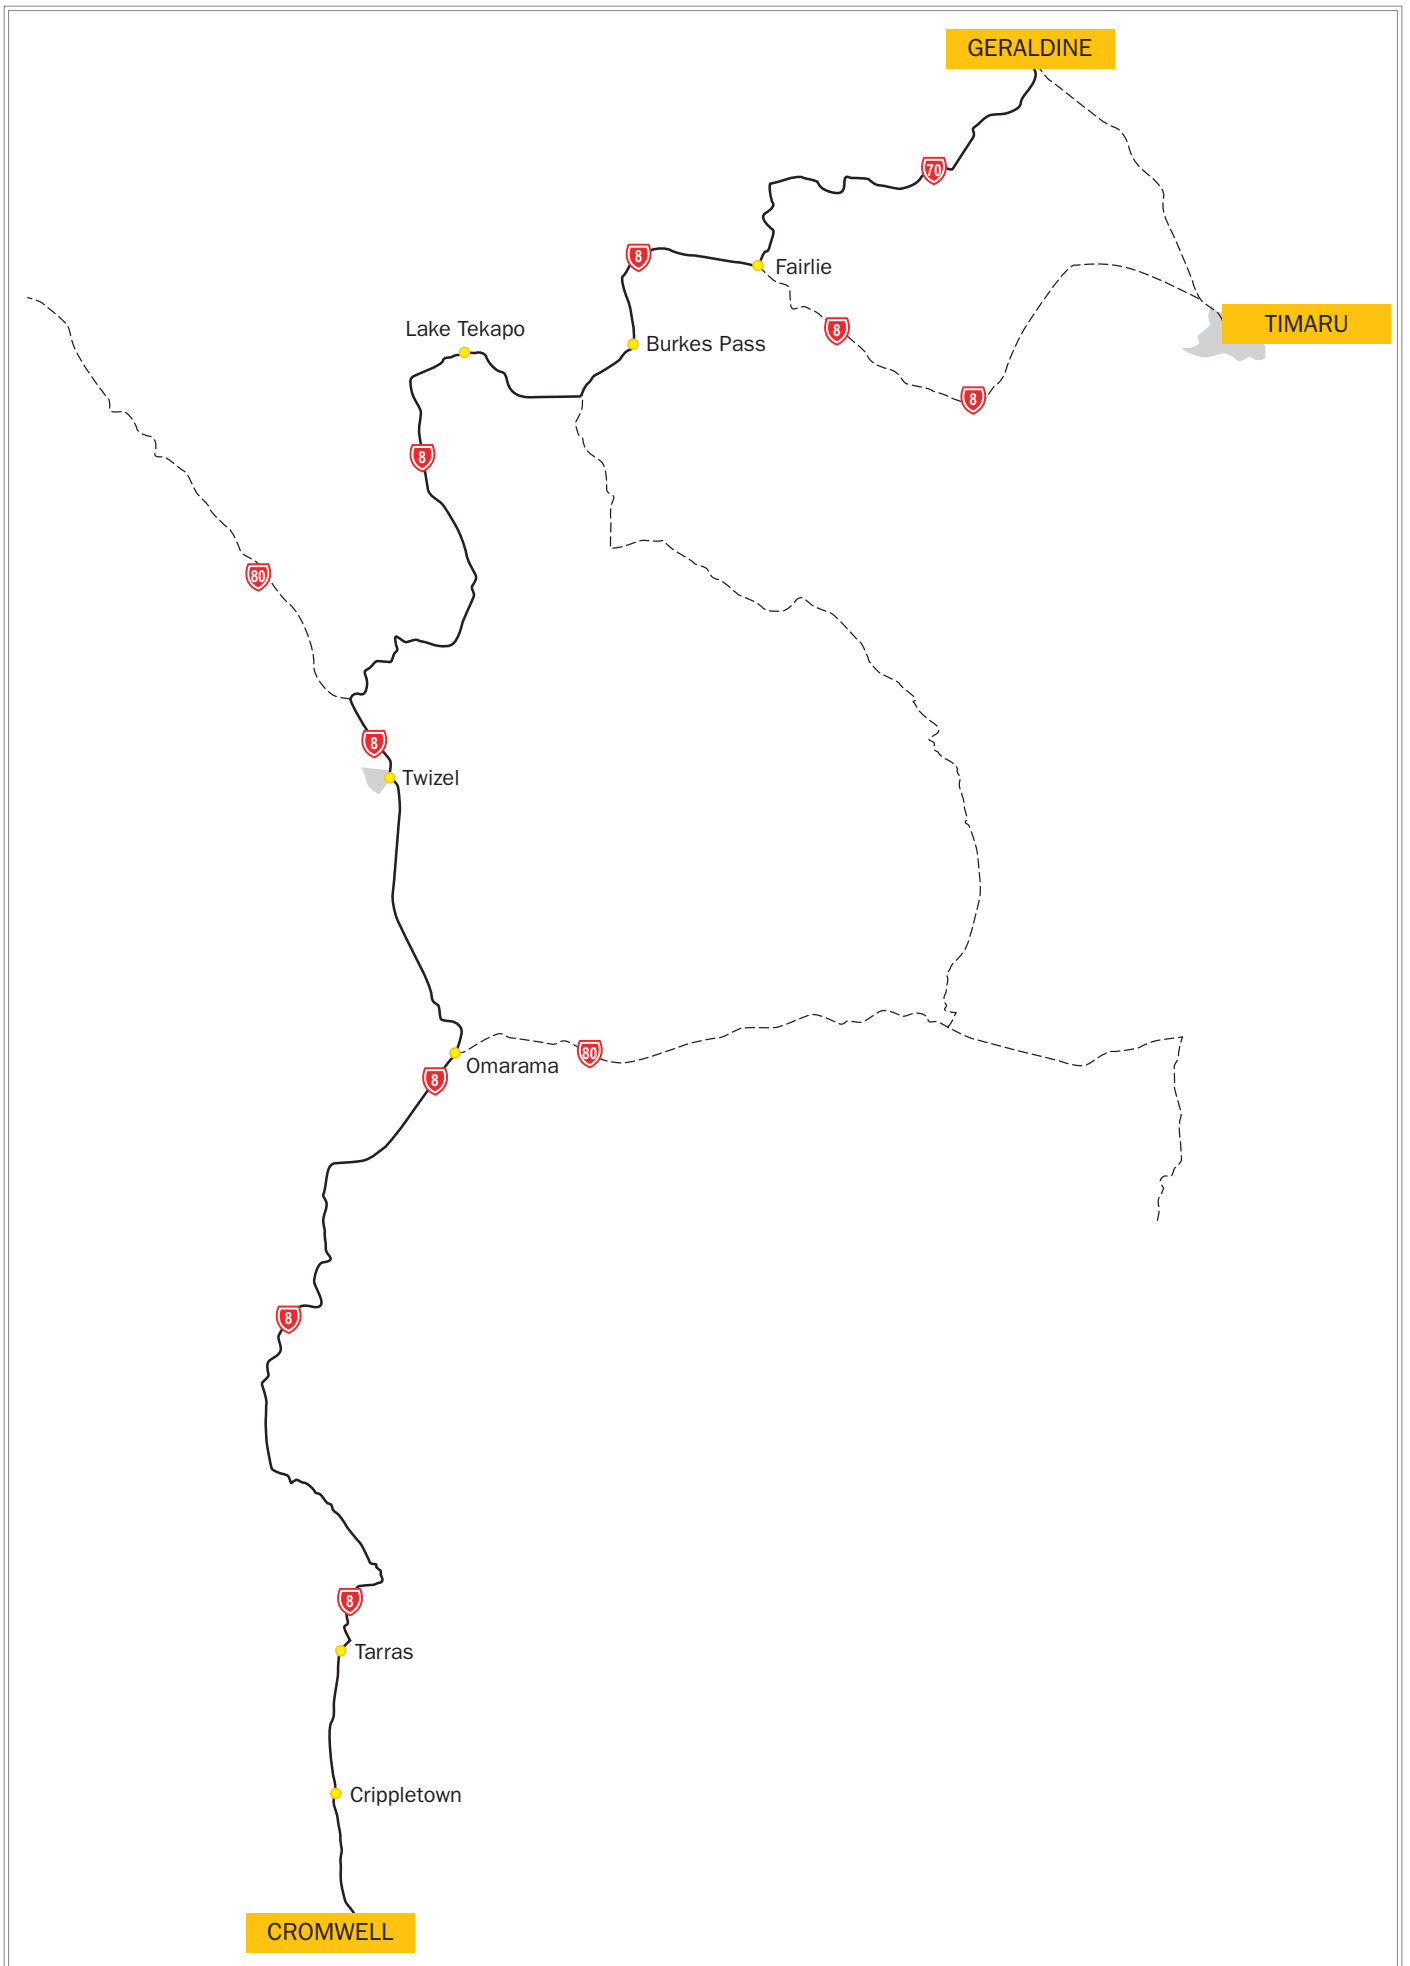 GERALDINE
70
8
Fairlie
TIMARU
8
Lake Tekapo
Burkes Pass
8
8
80
8
Twizel
80
Omarama
8
8
8
Tarras
Crippletown
CROMWELL